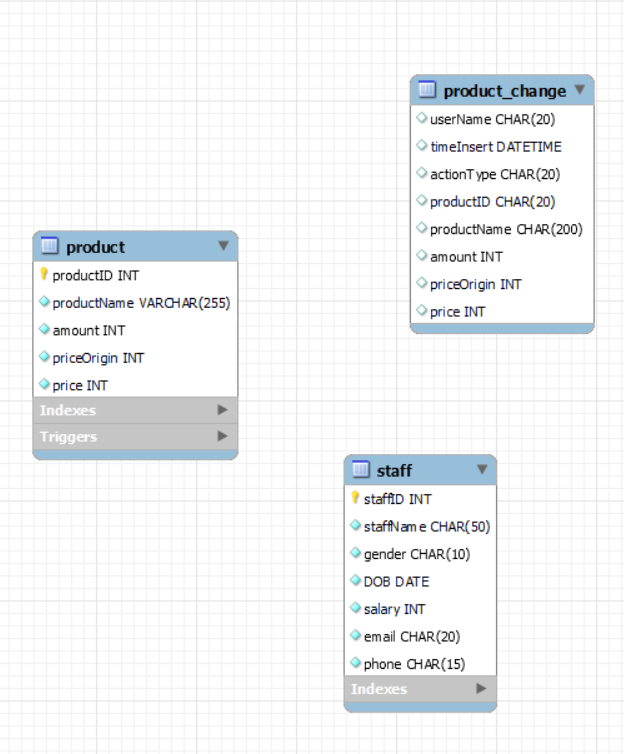 product_change
userName CHAR(20)
timeInsert DATETIME
actionType CHAR(20)
productID CHAR(20)
productName CHAR(200)
amount INT
priceOrigin INT
price INT
product
productID INT
productName VARCHAR(255)
amount INT
priceOrigin INT
price INT
Indexes
Triggers
staff
staffID INT
staffName CHAR(50)
gender CHAR(10)
DOB DATE
salary INT
email CHAR(20)
phone CHAR(15)
Indexes